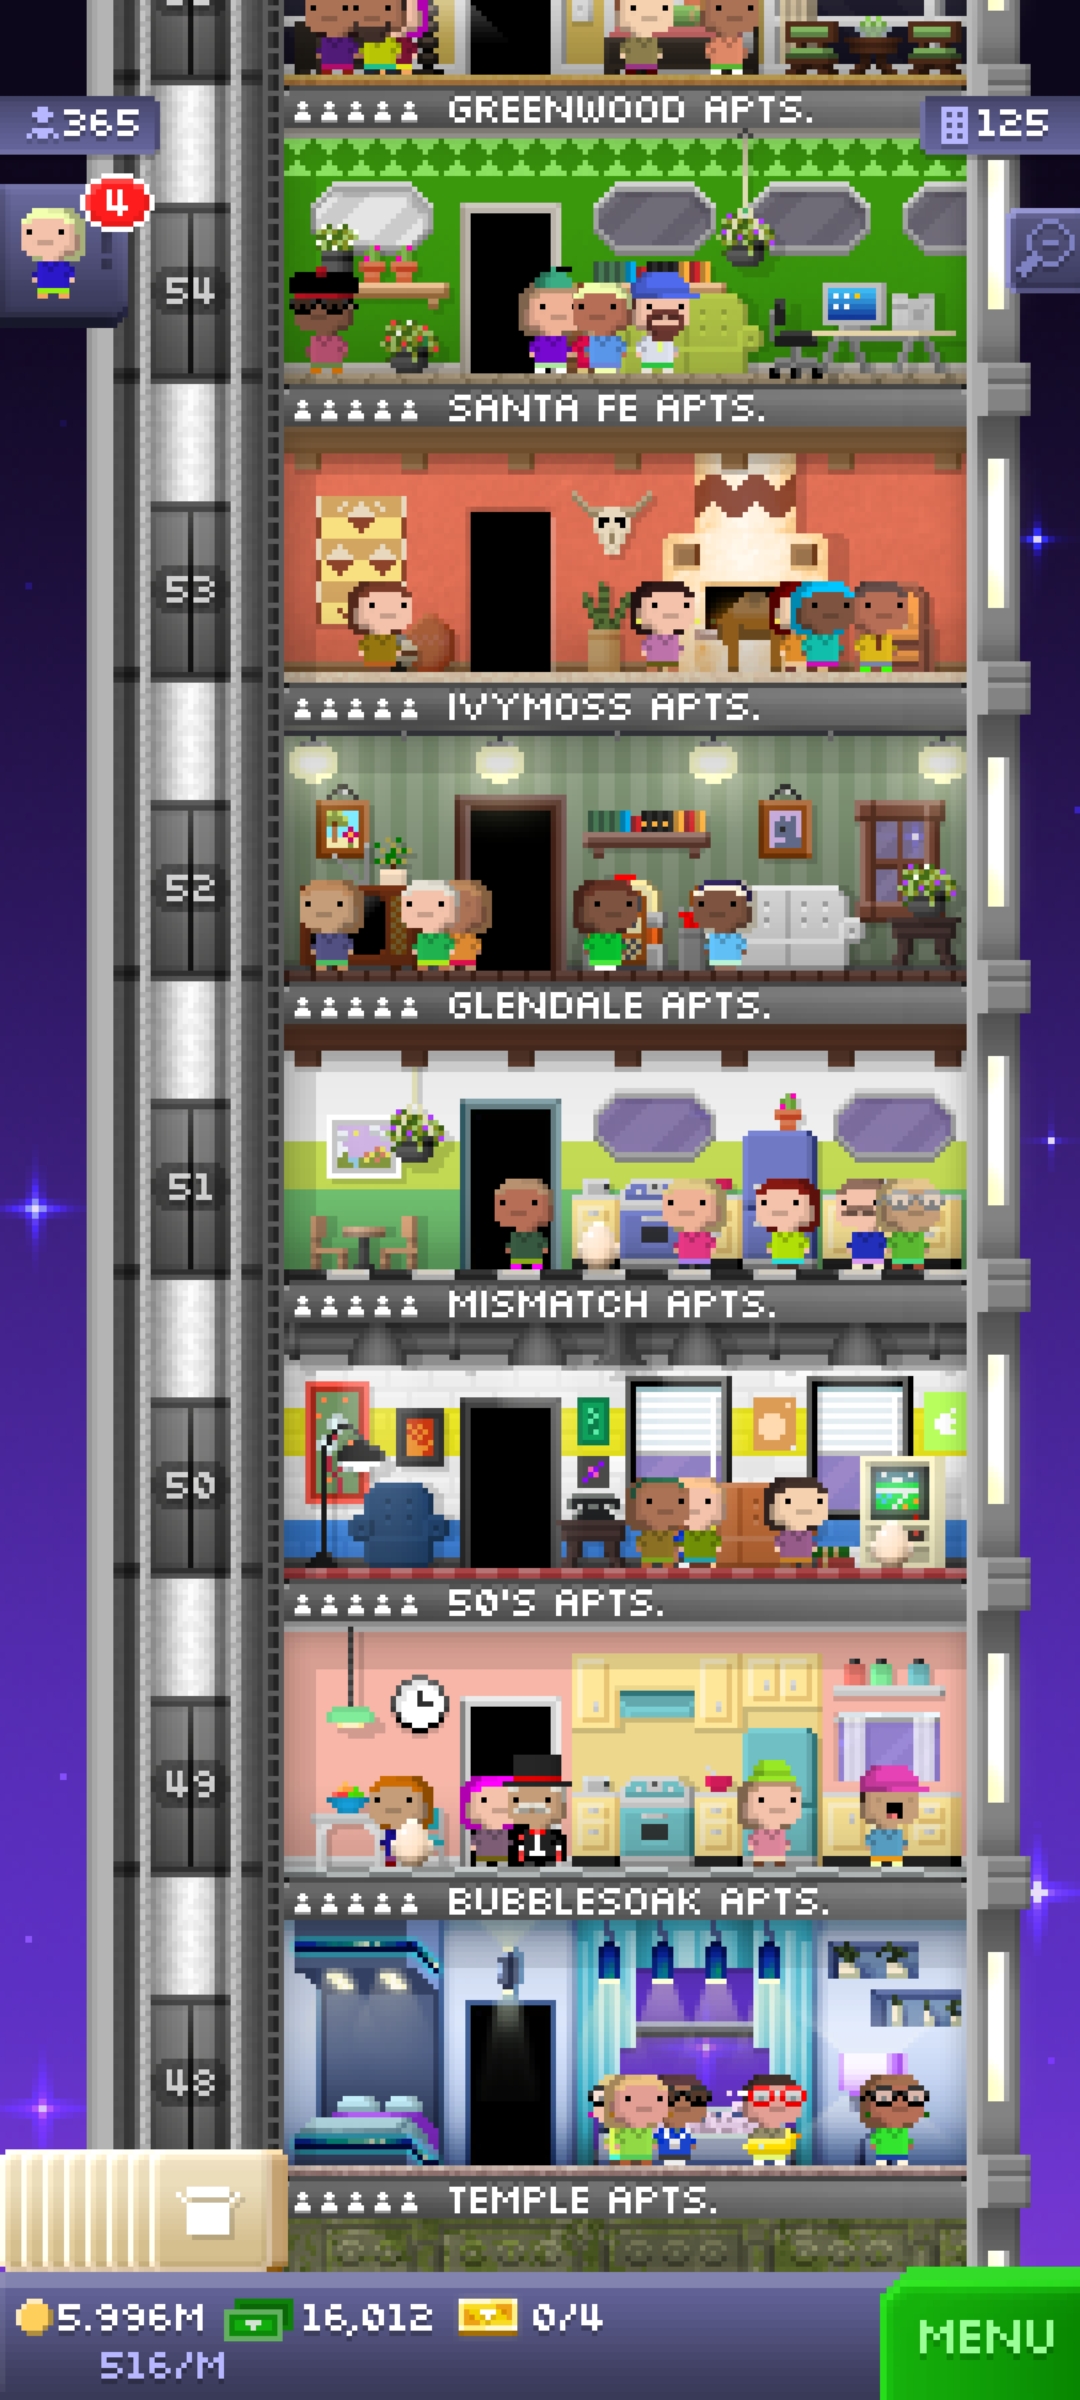 GREENWOOD APTS.
365
125
4
54
SANTA FE APTS.
53
IVYMOSS APTS.
52
GLENDALE APTS.
51
MISMATCH APTS.
50
50'S APTS.
49
BUBBLESOAK APTS.
48
TEMPLE APTS.
5.996M 16,012 0/4
516/M
MENU